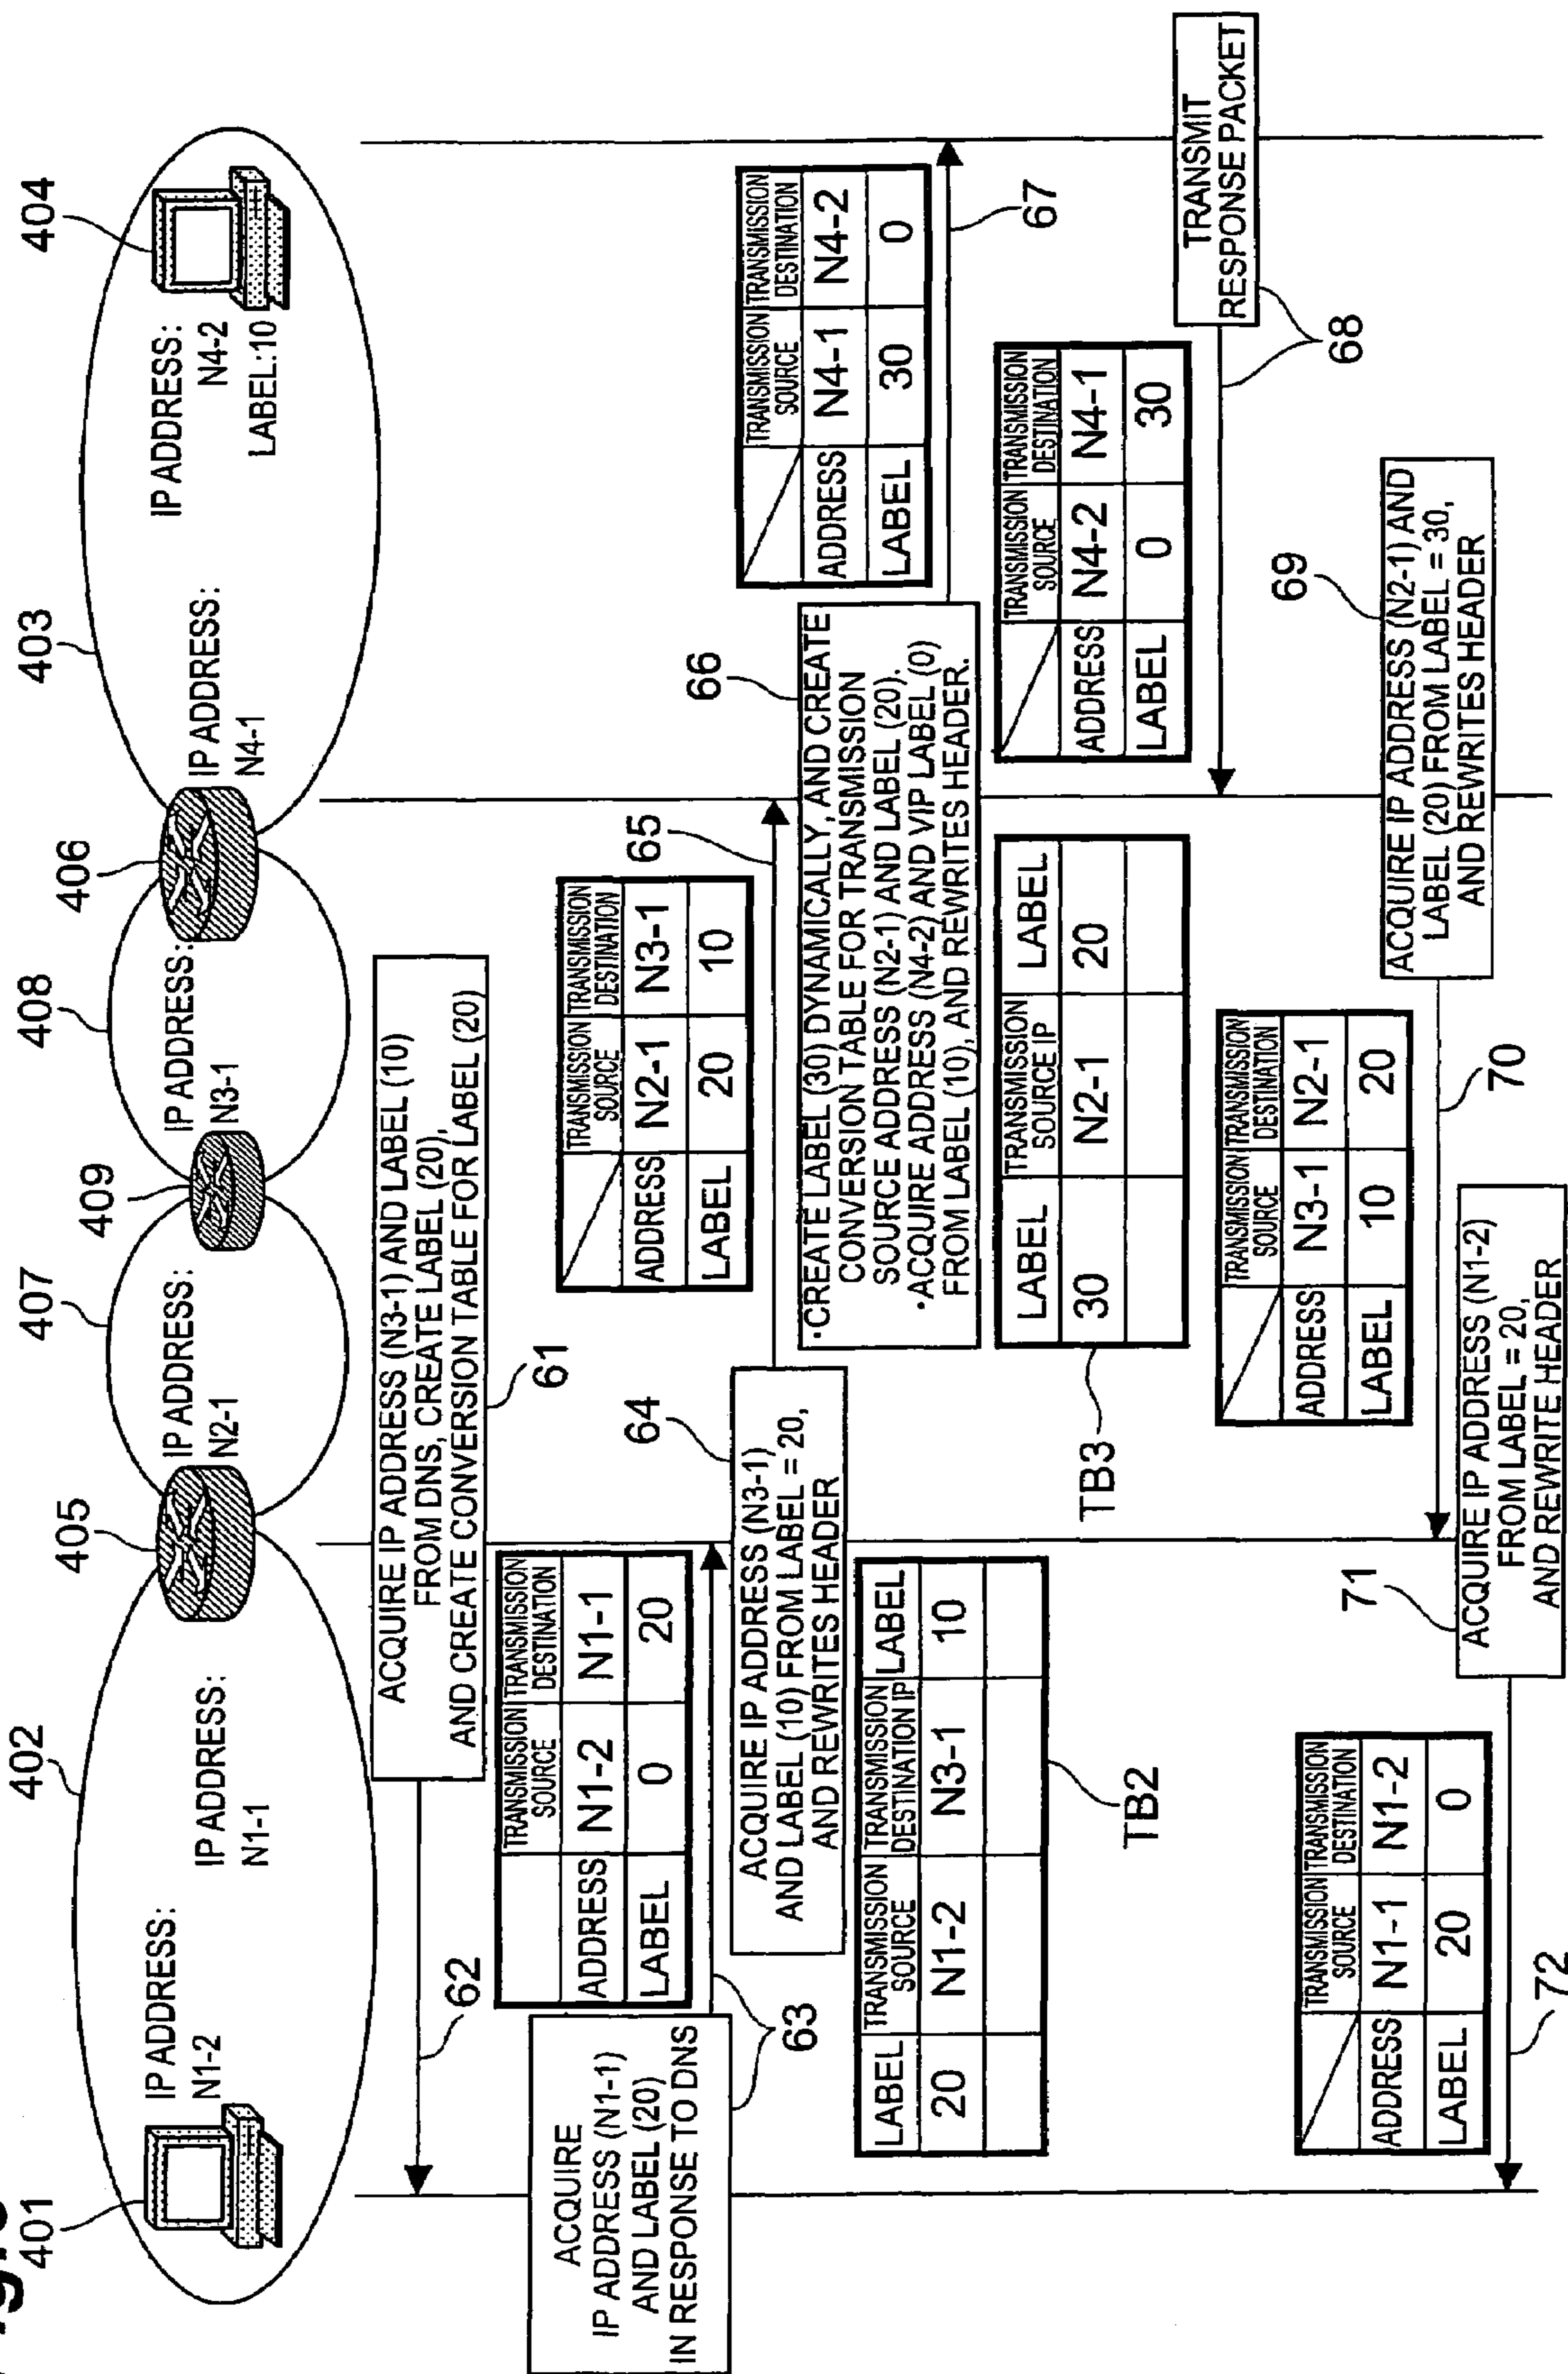 401
402
403
404
405
406
407
408
409
IP ADDRESS:
N1-2
IP ADDRESS:
N1-1
IP ADDRESS:
N2-1
IP ADDRESS:
N3-1
IP ADDRESS:
N4-1
IP ADDRESS:
N4-2
LABEL:10
ACQUIRE IP ADDRESS (N3-1) AND LABEL (10)
FROM DNS, CREATE LABEL (20),
AND CREATE CONVERSION TABLE FOR LABEL (20)
61
62
ACQUIRE
IP ADDRESS (N1-1)
AND LABEL (20)
IN RESPONSE TO DNS
63
TRANSMISSION SOURCE TRANSMISSION DESTINATION
ADDRESS N1-2 N1-1
LABEL 0 20
ACQUIRE IP ADDRESS (N3-1)
AND LABEL (10) FROM LABEL = 20,
AND REWRITES HEADER
64
LABEL TRANSMISSION SOURCE TRANSMISSION DESTINATION IP LABEL
20 N1-2 N3-1 10
TB2
TRANSMISSION SOURCE TRANSMISSION DESTINATION
ADDRESS N2-1 N3-1
LABEL 20 10
65
·CREATE LABEL (30) DYNAMICALLY, AND CREATE
CONVERSION TABLE FOR TRANSMISSION
SOURCE ADDRESS (N2-1) AND LABEL (20).
·ACQUIRE ADDRESS (N4-2) AND VIP LABEL (0)
FROM LABEL (10), AND REWRITES HEADER.
66
LABEL TRANSMISSION SOURCE IP LABEL
30 N2-1 20
TB3
TRANSMISSION SOURCE TRANSMISSION DESTINATION
ADDRESS N4-1 N4-2
LABEL 30 0
67
TRANSMIT
RESPONSE PACKET
68
TRANSMISSION SOURCE TRANSMISSION DESTINATION
ADDRESS N4-2 N4-1
LABEL 0 30
ACQUIRE IP ADDRESS (N2-1) AND
LABEL (20) FROM LABEL = 30,
AND REWRITES HEADER
69
TRANSMISSION SOURCE TRANSMISSION DESTINATION
ADDRESS N3-1 N2-1
LABEL 10 20
70
ACQUIRE IP ADDRESS (N1-2)
FROM LABEL = 20,
AND REWRITE HEADER
71
TRANSMISSION SOURCE TRANSMISSION DESTINATION
ADDRESS N1-1 N1-2
LABEL 20 0
72